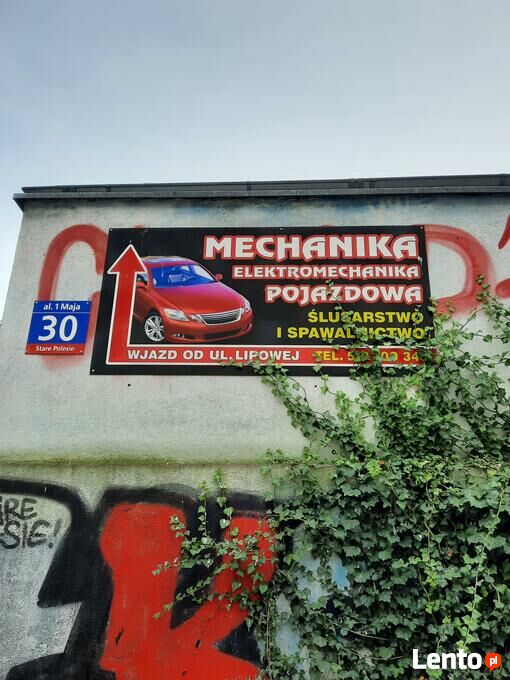 al. 1 Maja
30
Stare Polesie
MECHANIKA
ELEKTROMECHANIKA
POJAZDOWA
ŚLUSARSTWO
I SPAWALNICTWO
WJAZD OD UL. LIPOWEJ TEL.
Lento.pl